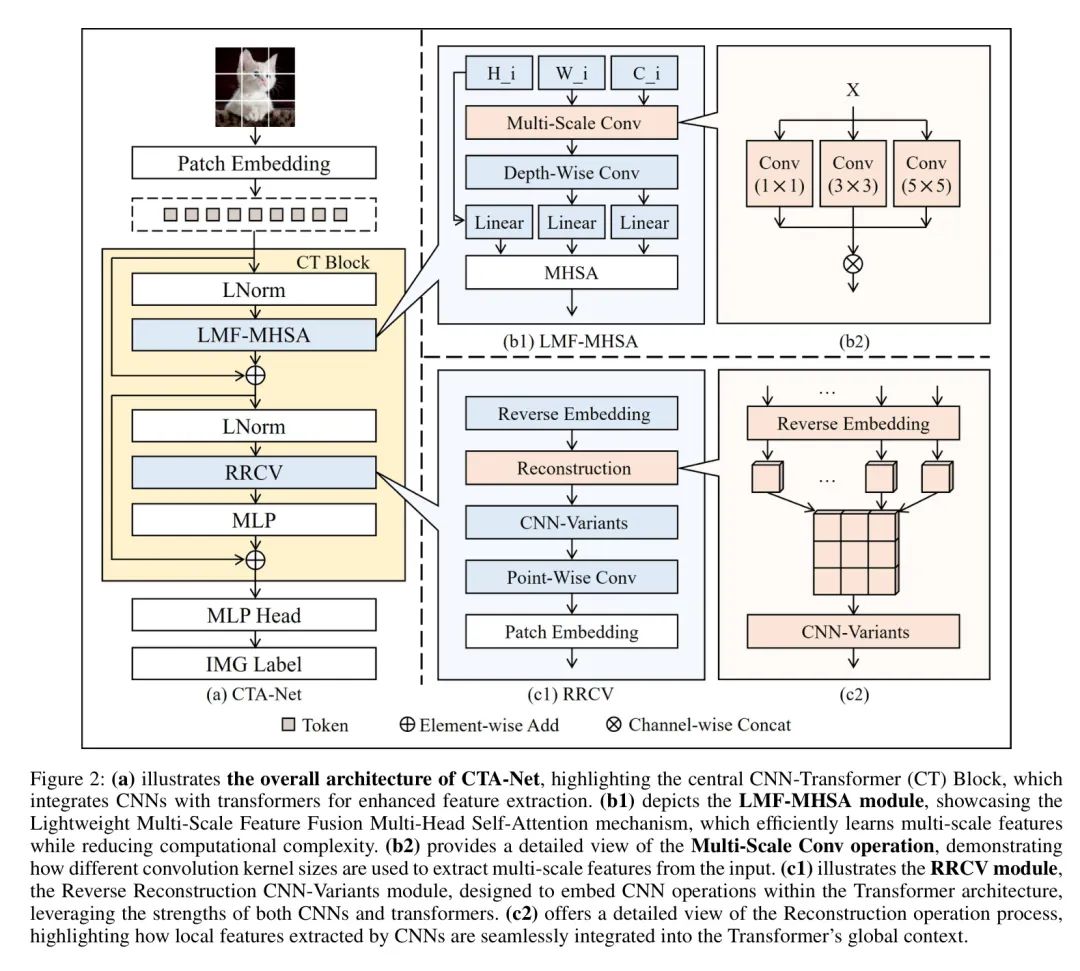 Patch Embedding
CT Block
LNorm
LMF-MHSA
LNorm
RRCV
MLP
MLP Head
IMG Label
(a) CTA-Net
H_i W_i C_i
Multi-Scale Conv
Depth-Wise Conv
Linear Linear Linear
MHSA
(b1) LMF-MHSA
X
Conv Conv Conv
(1×1) (3×3) (5×5)
(b2)
Reverse Embedding
Reconstruction
CNN-Variants
Point-Wise Conv
Patch Embedding
(c1) RRCV
...
Reverse Embedding
...
CNN-Variants
(c2)
Token Element-wise Add Channel-wise Concat
Figure 2: (a) illustrates the overall architecture of CTA-Net, highlighting the central CNN-Transformer (CT) Block, which
integrates CNNs with transformers for enhanced feature extraction. (b1) depicts the LMF-MHSA module, showcasing the
Lightweight Multi-Scale Feature Fusion Multi-Head Self-Attention mechanism, which efficiently learns multi-scale features
while reducing computational complexity. (b2) provides a detailed view of the Multi-Scale Conv operation, demonstrating
how different convolution kernel sizes are used to extract multi-scale features from the input. (c1) illustrates the RRCV module,
the Reverse Reconstruction CNN-Variants module, designed to embed CNN operations within the Transformer architecture,
leveraging the strengths of both CNNs and transformers. (c2) offers a detailed view of the Reconstruction operation process,
highlighting how local features extracted by CNNs are seamlessly integrated into the Transformer's global context.